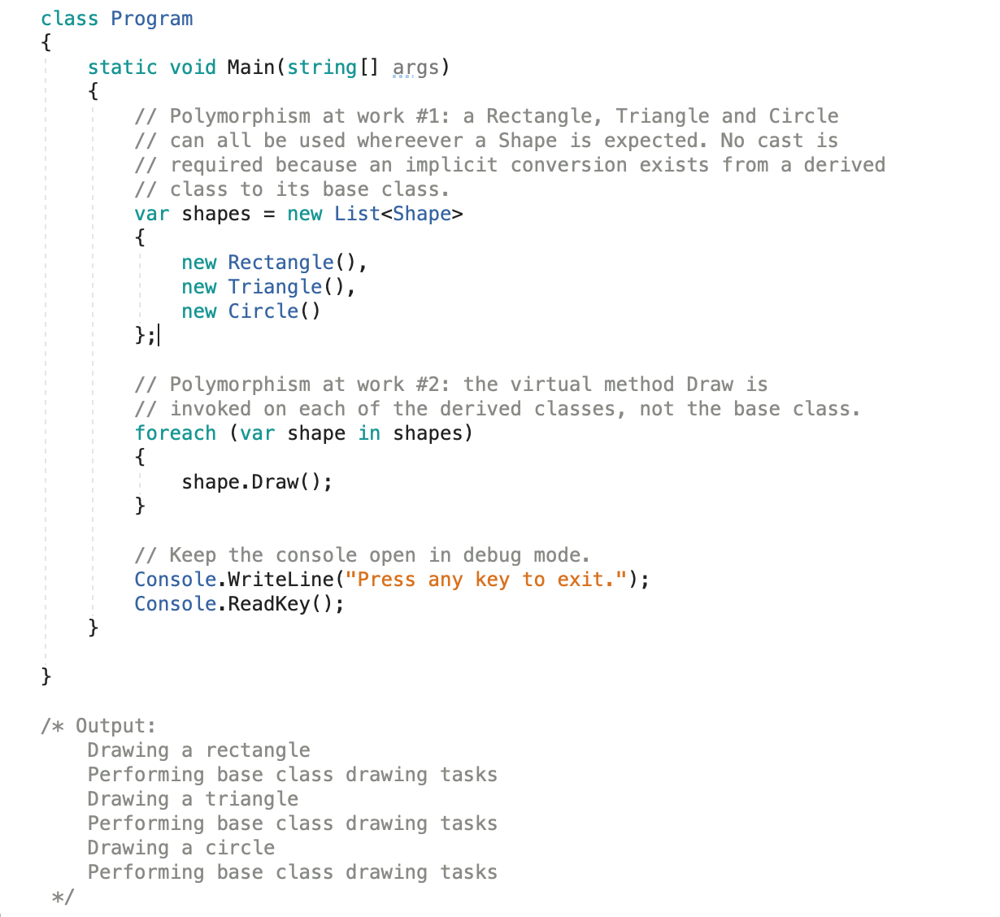 class Program
{
    static void Main(string[] args)
    {
        // Polymorphism at work #1: a Rectangle, Triangle and Circle
        // can all be used whereever a Shape is expected. No cast is
        // required because an implicit conversion exists from a derived
        // class to its base class.
        var shapes = new List<Shape>
        {
            new Rectangle(),
            new Triangle(),
            new Circle()
        };

        // Polymorphism at work #2: the virtual method Draw is
        // invoked on each of the derived classes, not the base class.
        foreach (var shape in shapes)
        {
            shape.Draw();
        }

        // Keep the console open in debug mode.
        Console.WriteLine("Press any key to exit.");
        Console.ReadKey();
    }

}

/* Output:
    Drawing a rectangle
    Performing base class drawing tasks
    Drawing a triangle
    Performing base class drawing tasks
    Drawing a circle
    Performing base class drawing tasks
 */